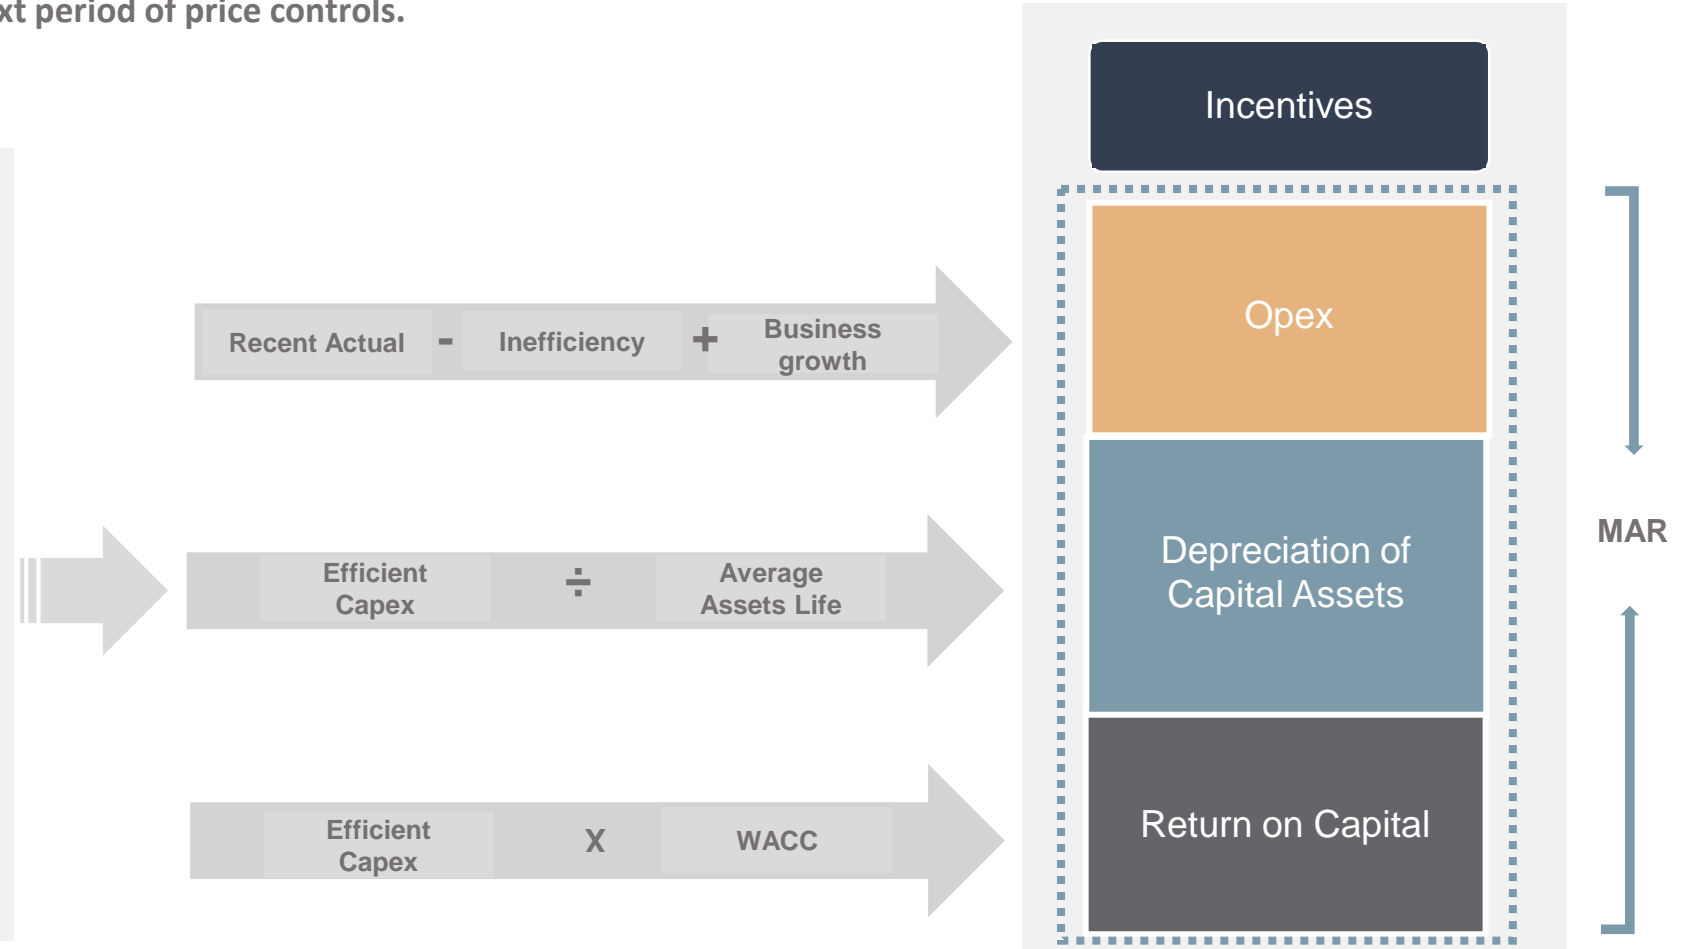 period of price controls.
Incentives
Recent Actual - Inefficiency + Business
growth
Opex
Efficient
Capex
÷
Average
Assets Life
Depreciation of
Capital Assets
MAR
Efficient
Capex
X
WACC
Return on Capital